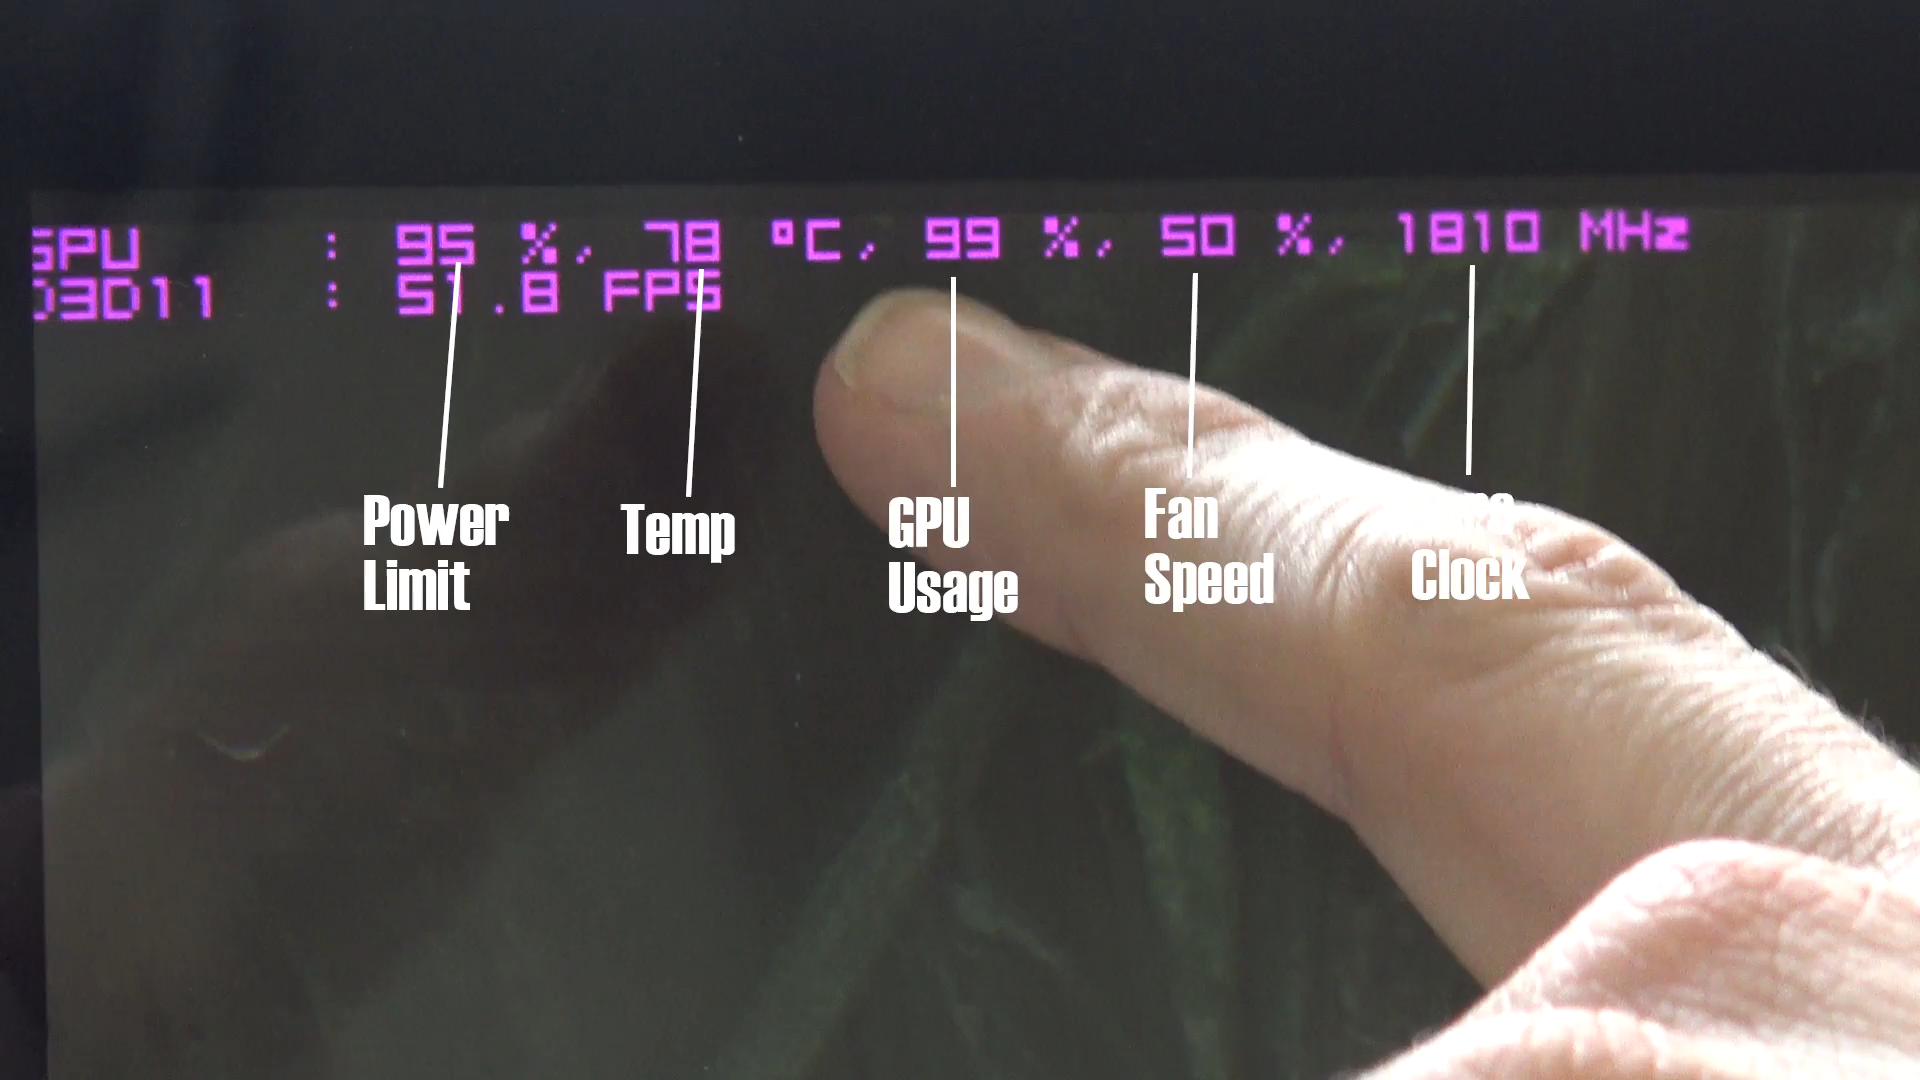 GPU : 95 %, 78 °C, 99 %, 50 %, 1810 MHz
D3D11 : 51.8 FPS
Power
Limit
Temp
GPU
Usage
Fan
Speed
Clock